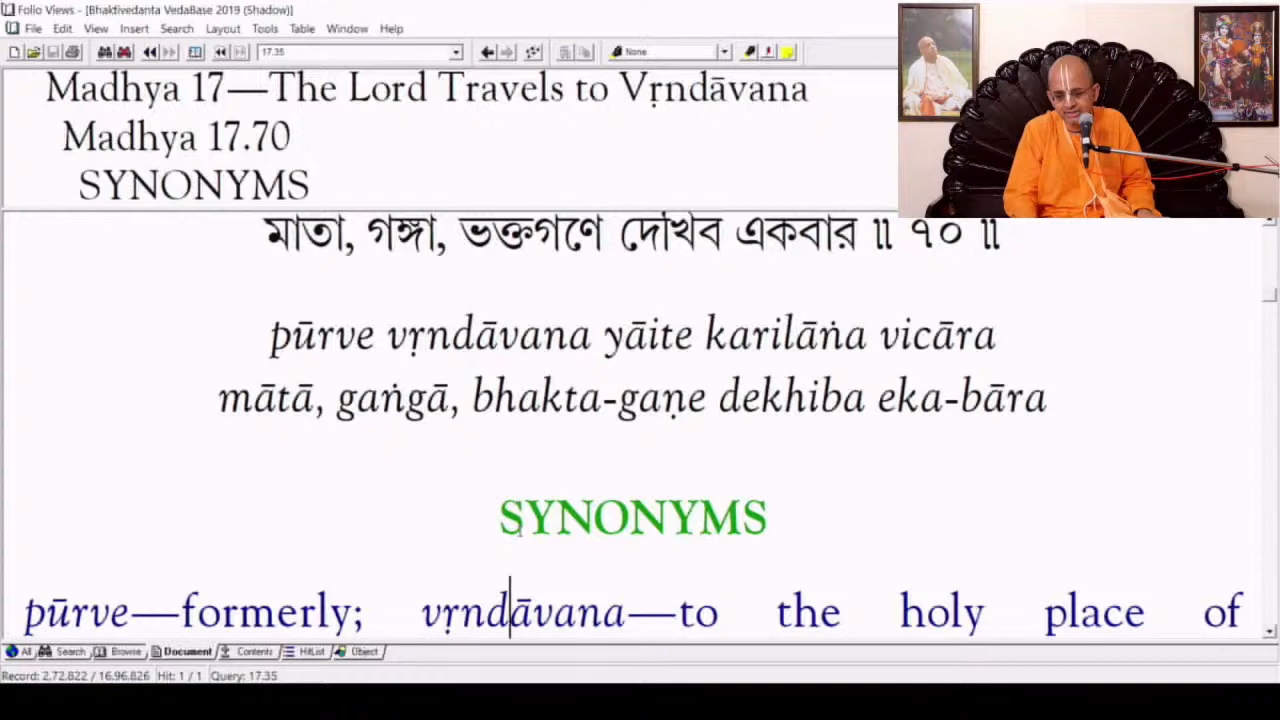 Folio Views - [Bhaktivedanta VedaBase 2019 (Shadow)]
File Edit View Insert Search Layout Tools Table Window Help
17.35 None
Madhya 17—The Lord Travels to Vṛndāvana
Madhya 17.70
SYNONYMS
মাতা, গঙ্গা, ভক্তগণে দেখিব একবার ॥ ৭০ ॥
pūrve vṛndāvana yāite karilāṅa vicāra
mātā, gaṅgā, bhakta-gaṇe dekhiba eka-bāra
SYNONYMS
pūrve—formerly; vṛndāvana—to the holy place of
All Search Browse Document Contents HitList Object
Record: 2,72,822 / 16,96,826 Hit: 1 / 1 Query: 17.35